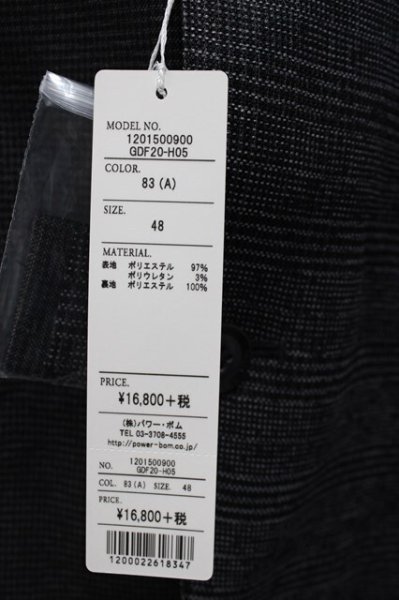 MODEL NO.
1201500900
GDF20-H05
COLOR.
83(A)
SIZE.
48
MATERIAL.
表地 ポリエステル 97%
ポリウレタン 3%
裏地 ポリエステル 100%
PRICE.
¥16,800+税
(株)パワー・ボム
TEL 03-3708-4555
http://power-bom.co.jp/
NO. 1201500900
GDF20-H05
COL. 83(A) SIZE. 48
PRICE.
¥16,800+税
1200022618347